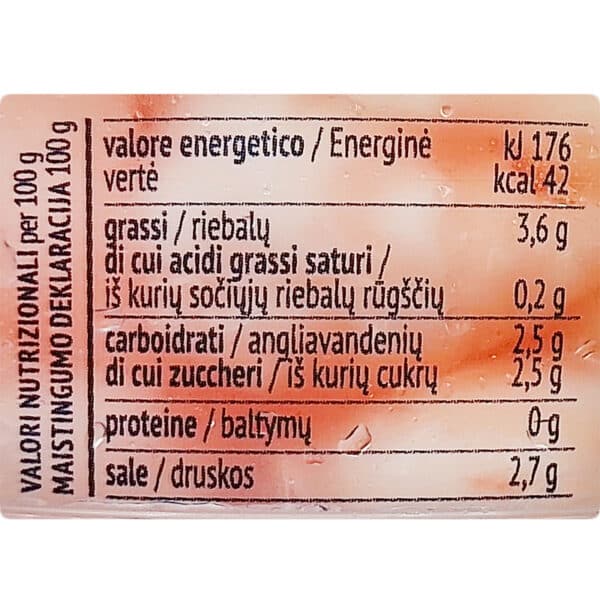 VALORI NUTRIZIONALI per 100 g
MAISTINGUMO DEKLARACIJA 100 g
valore energetico / Energinė kJ 176
vertė kcal 42
grassi / riebalų 3,6 g
di cui acidi grassi saturi /
iš kurių sočiųjų riebalų rūgščių 0,2 g
carboidrati / angliavandenių 2,5 g
di cui zuccheri / iš kurių cukrų 2,5 g
proteine / baltymų 0 g
sale / druskos 2,7 g